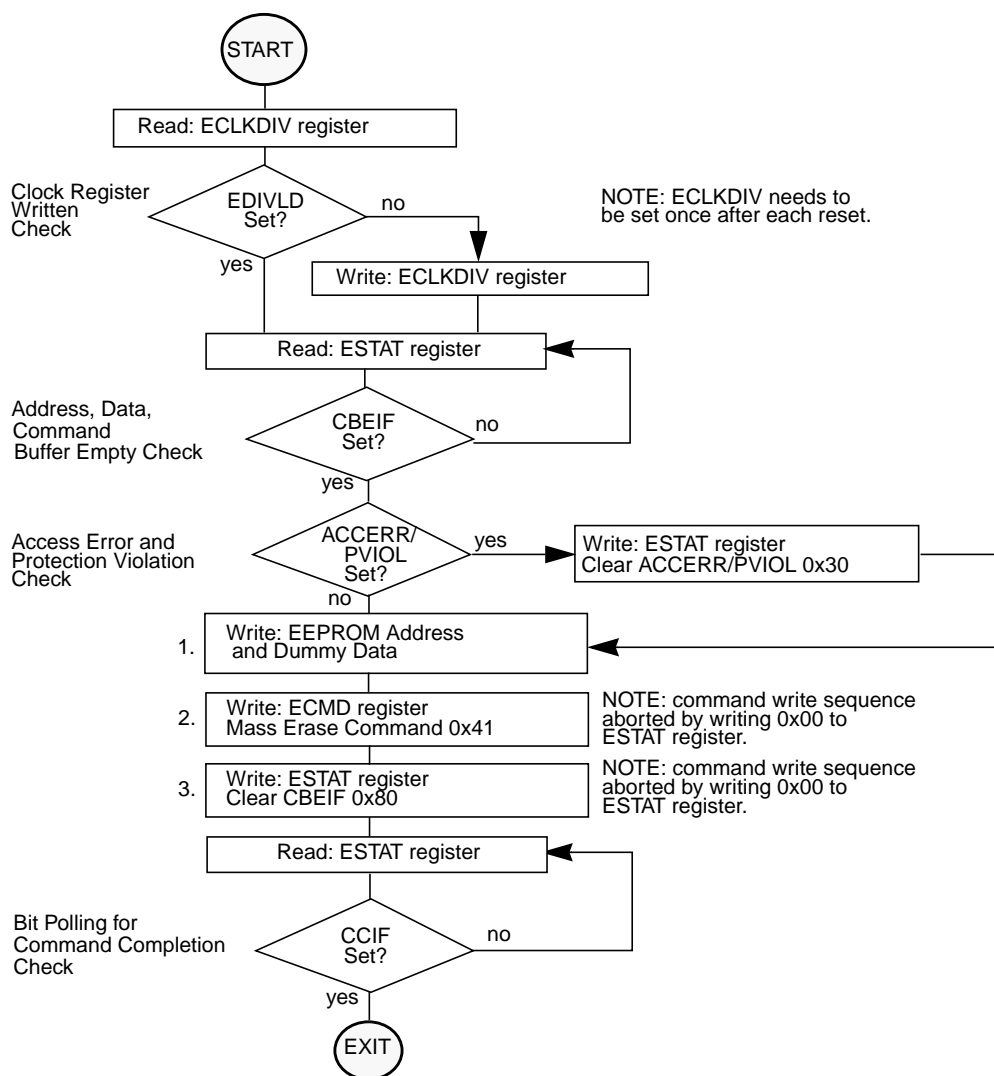 START
Read: ECLKDIV register
Clock Register
Written
Check
EDIVLD
Set?
no
yes
NOTE: ECLKDIV needs to
be set once after each reset.
Write: ECLKDIV register
Read: ESTAT register
Address, Data,
Command
Buffer Empty Check
CBEIF
Set?
no
yes
Access Error and
Protection Violation
Check
ACCERR/
PVIOL
Set?
yes
no
Write: ESTAT register
Clear ACCERR/PVIOL 0x30
1.
Write: EEPROM Address
and Dummy Data
2.
Write: ECMD register
Mass Erase Command 0x41
NOTE: command write sequence
aborted by writing 0x00 to
ESTAT register.
3.
Write: ESTAT register
Clear CBEIF 0x80
NOTE: command write sequence
aborted by writing 0x00 to
ESTAT register.
Read: ESTAT register
Bit Polling for
Command Completion
Check
CCIF
Set?
no
yes
EXIT